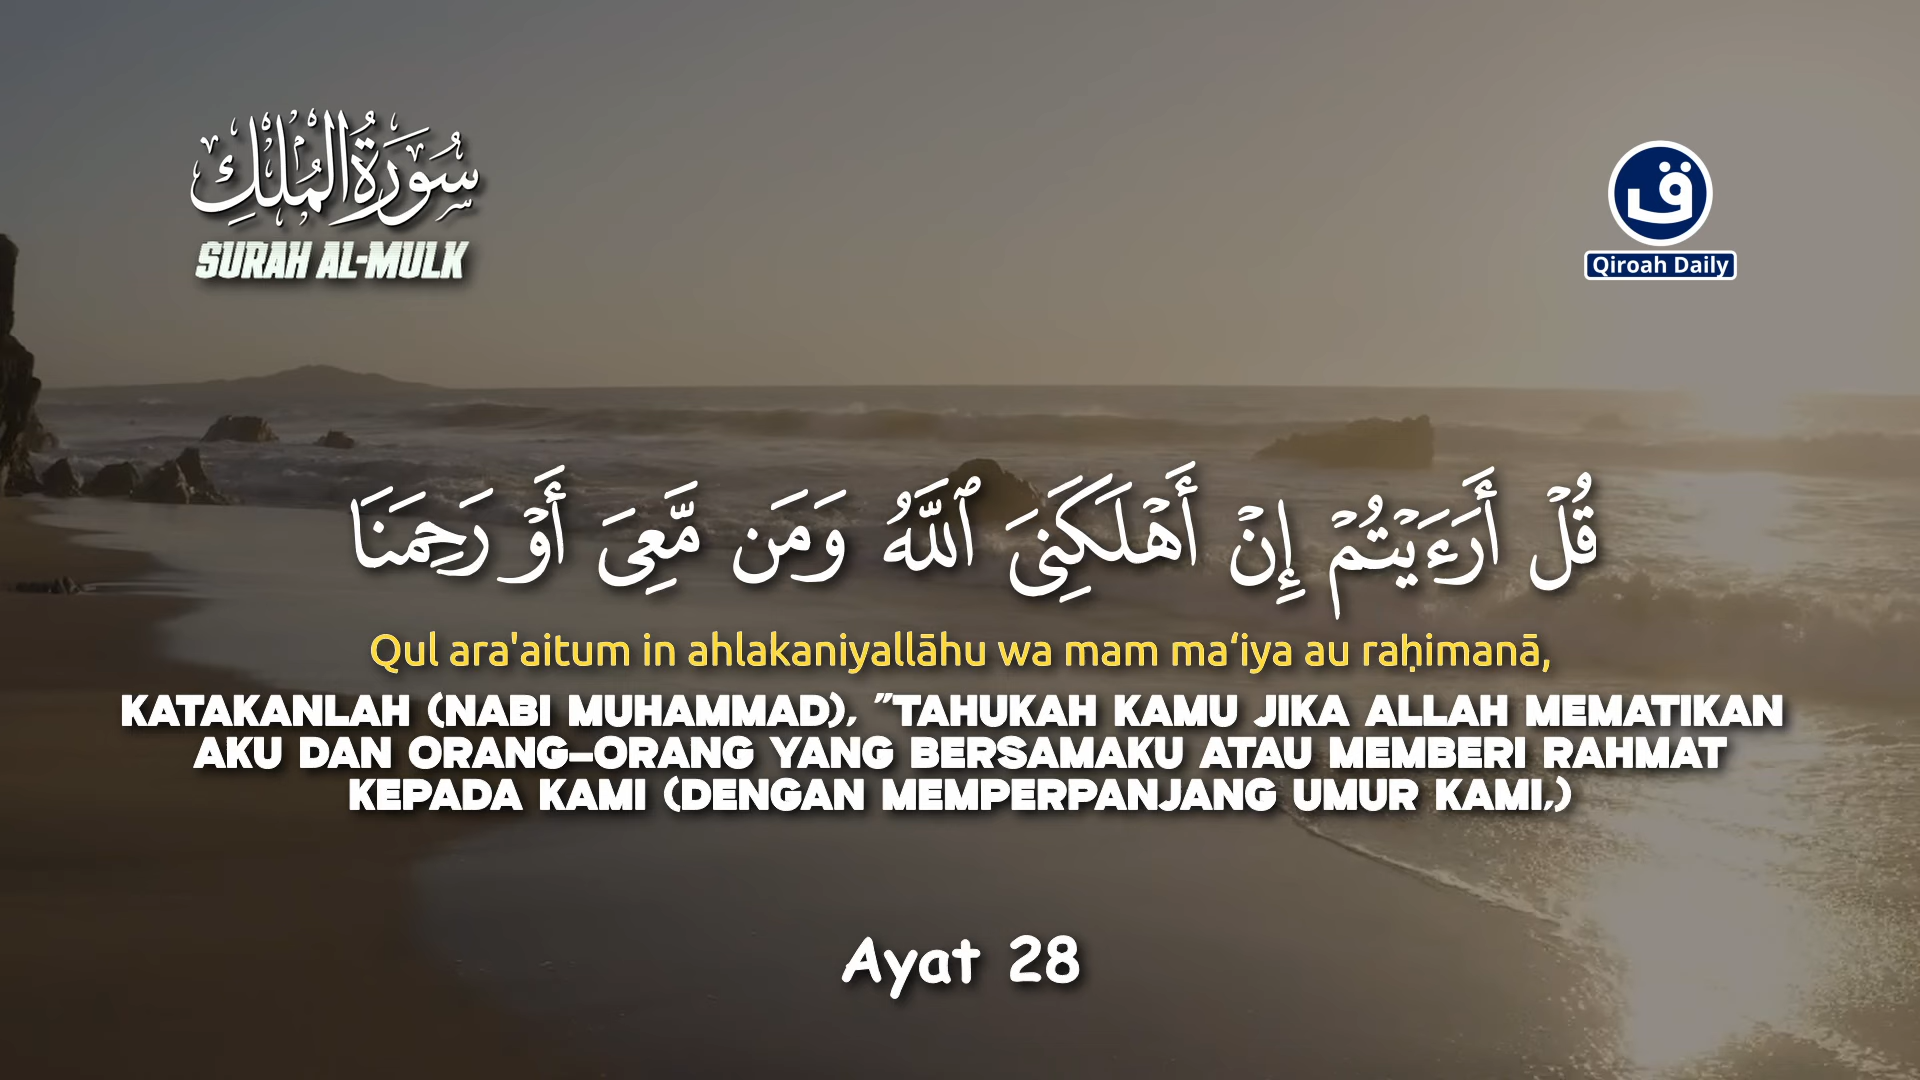 سُورَةُ الْمُلْكِ
SURAH AL-MULK
ق
Qiroah Daily
قُلْ أَرَءَيْتُمْ إِنْ أَهْلَكَنِىَ ٱللَّهُ وَمَن مَّعِىَ أَوْ رَحِمَنَا
Qul ara'aitum in ahlakaniyallāhu wa mam ma‘iya au raḥimanā,
KATAKANLAH (NABI MUHAMMAD), "TAHUKAH KAMU JIKA ALLAH MEMATIKAN
AKU DAN ORANG-ORANG YANG BERSAMAKU ATAU MEMBERI RAHMAT
KEPADA KAMI (DENGAN MEMPERPANJANG UMUR KAMI,)
Ayat 28